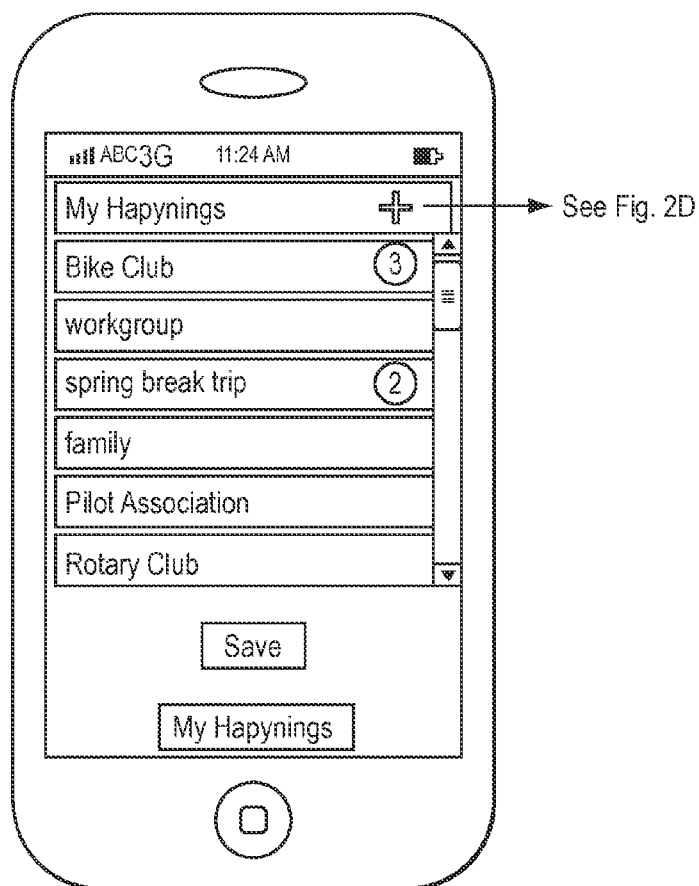 ABC3G 11:24 AM
My Hapynings
See Fig. 2D
Bike Club 3
workgroup
spring break trip 2
family
Pilot Association
Rotary Club
Save
My Hapynings